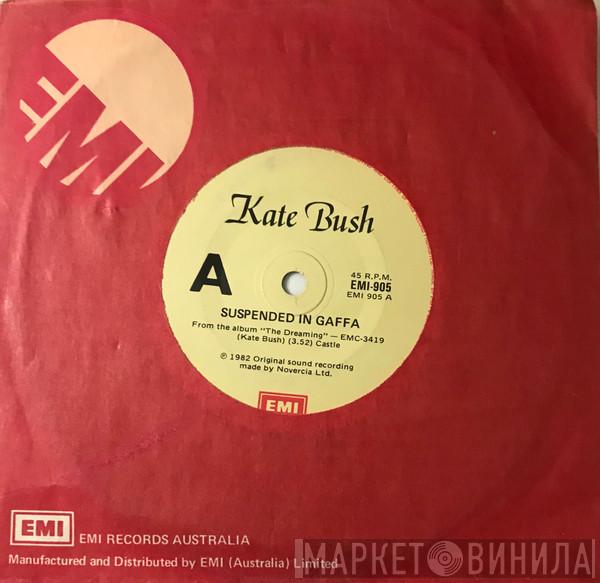 EMI
Kate Bush
A
45 R.P.M.
EMI-905
EMI 905 A
SUSPENDED IN GAFFA
From the album "The Dreaming" — EMC-3419
(Kate Bush) (3.52) Castle
℗ 1982 Original sound recording
made by Novercia Ltd.
EMI
EMI EMI RECORDS AUSTRALIA
Manufactured and Distributed by EMI (Australia) Limited
МАРКЕТ ВИНИЛА